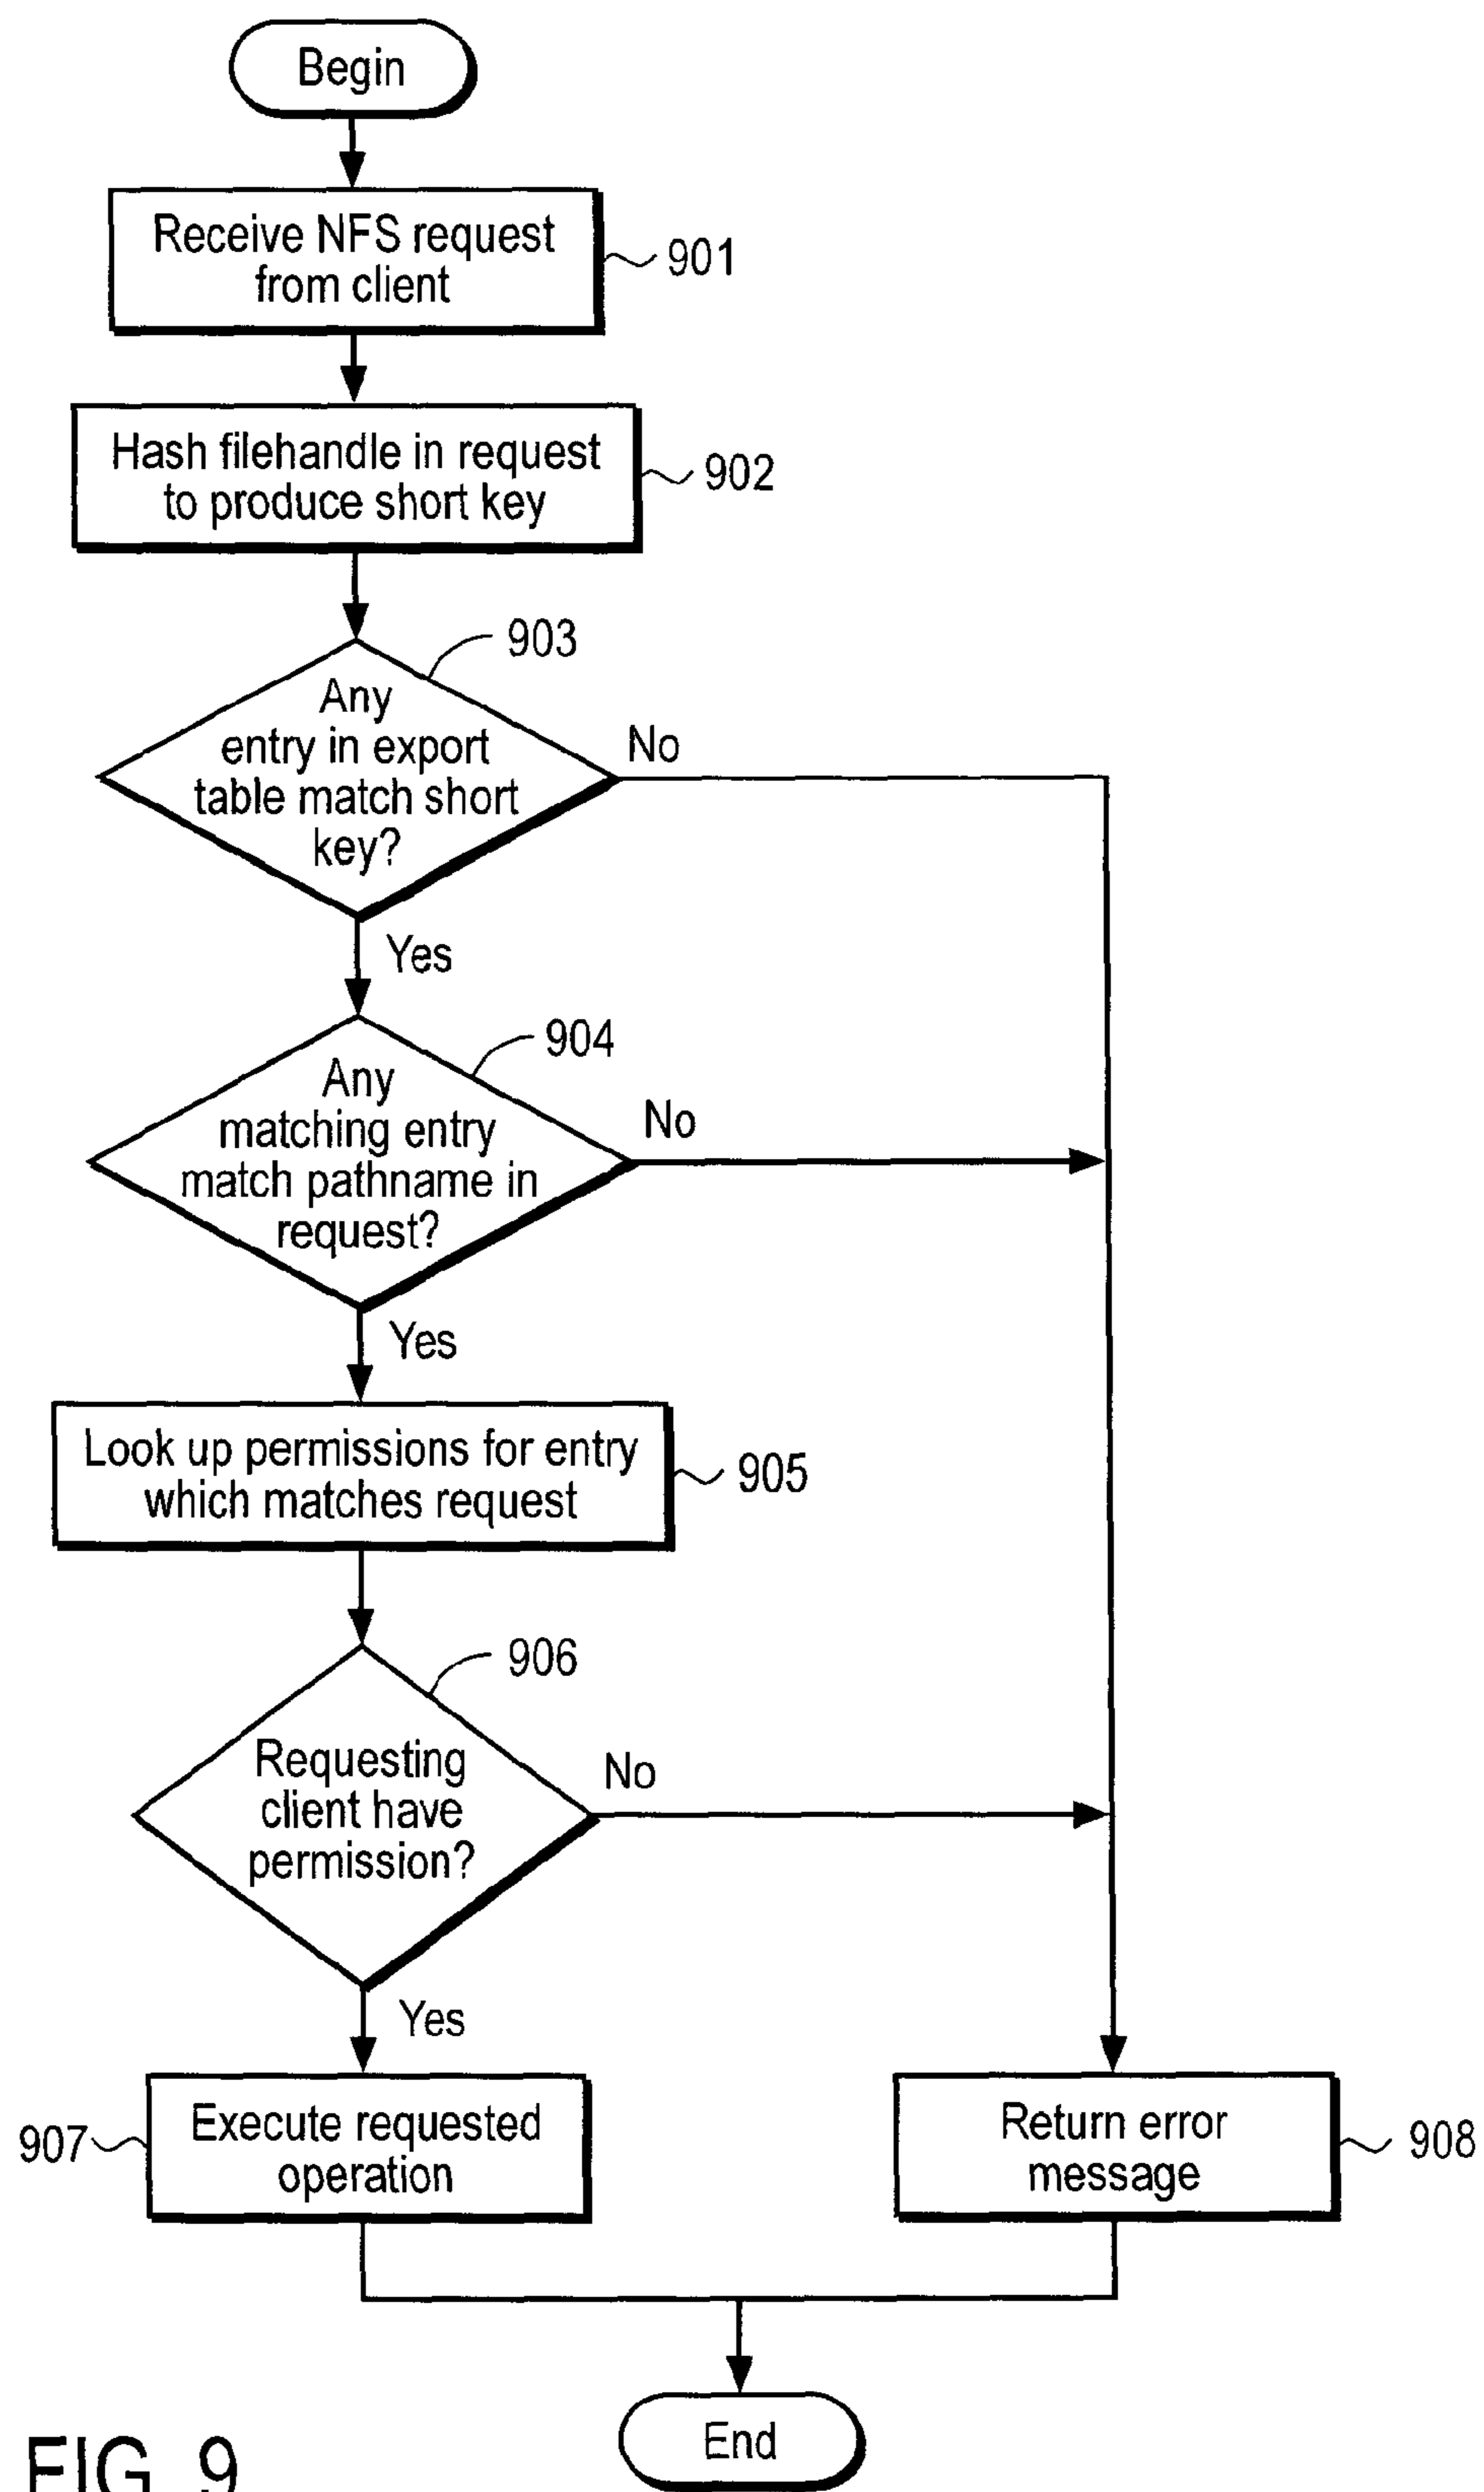 Begin
Receive NFS request
from client
901
Hash filehandle in request
to produce short key
902
903
Any
entry in export
table match short
key?
No
Yes
904
Any
matching entry
match pathname in
request?
No
Yes
Look up permissions for entry
which matches request
905
906
Requesting
client have
permission?
No
Yes
907
Execute requested
operation
Return error
message
908
End
FIG. 9